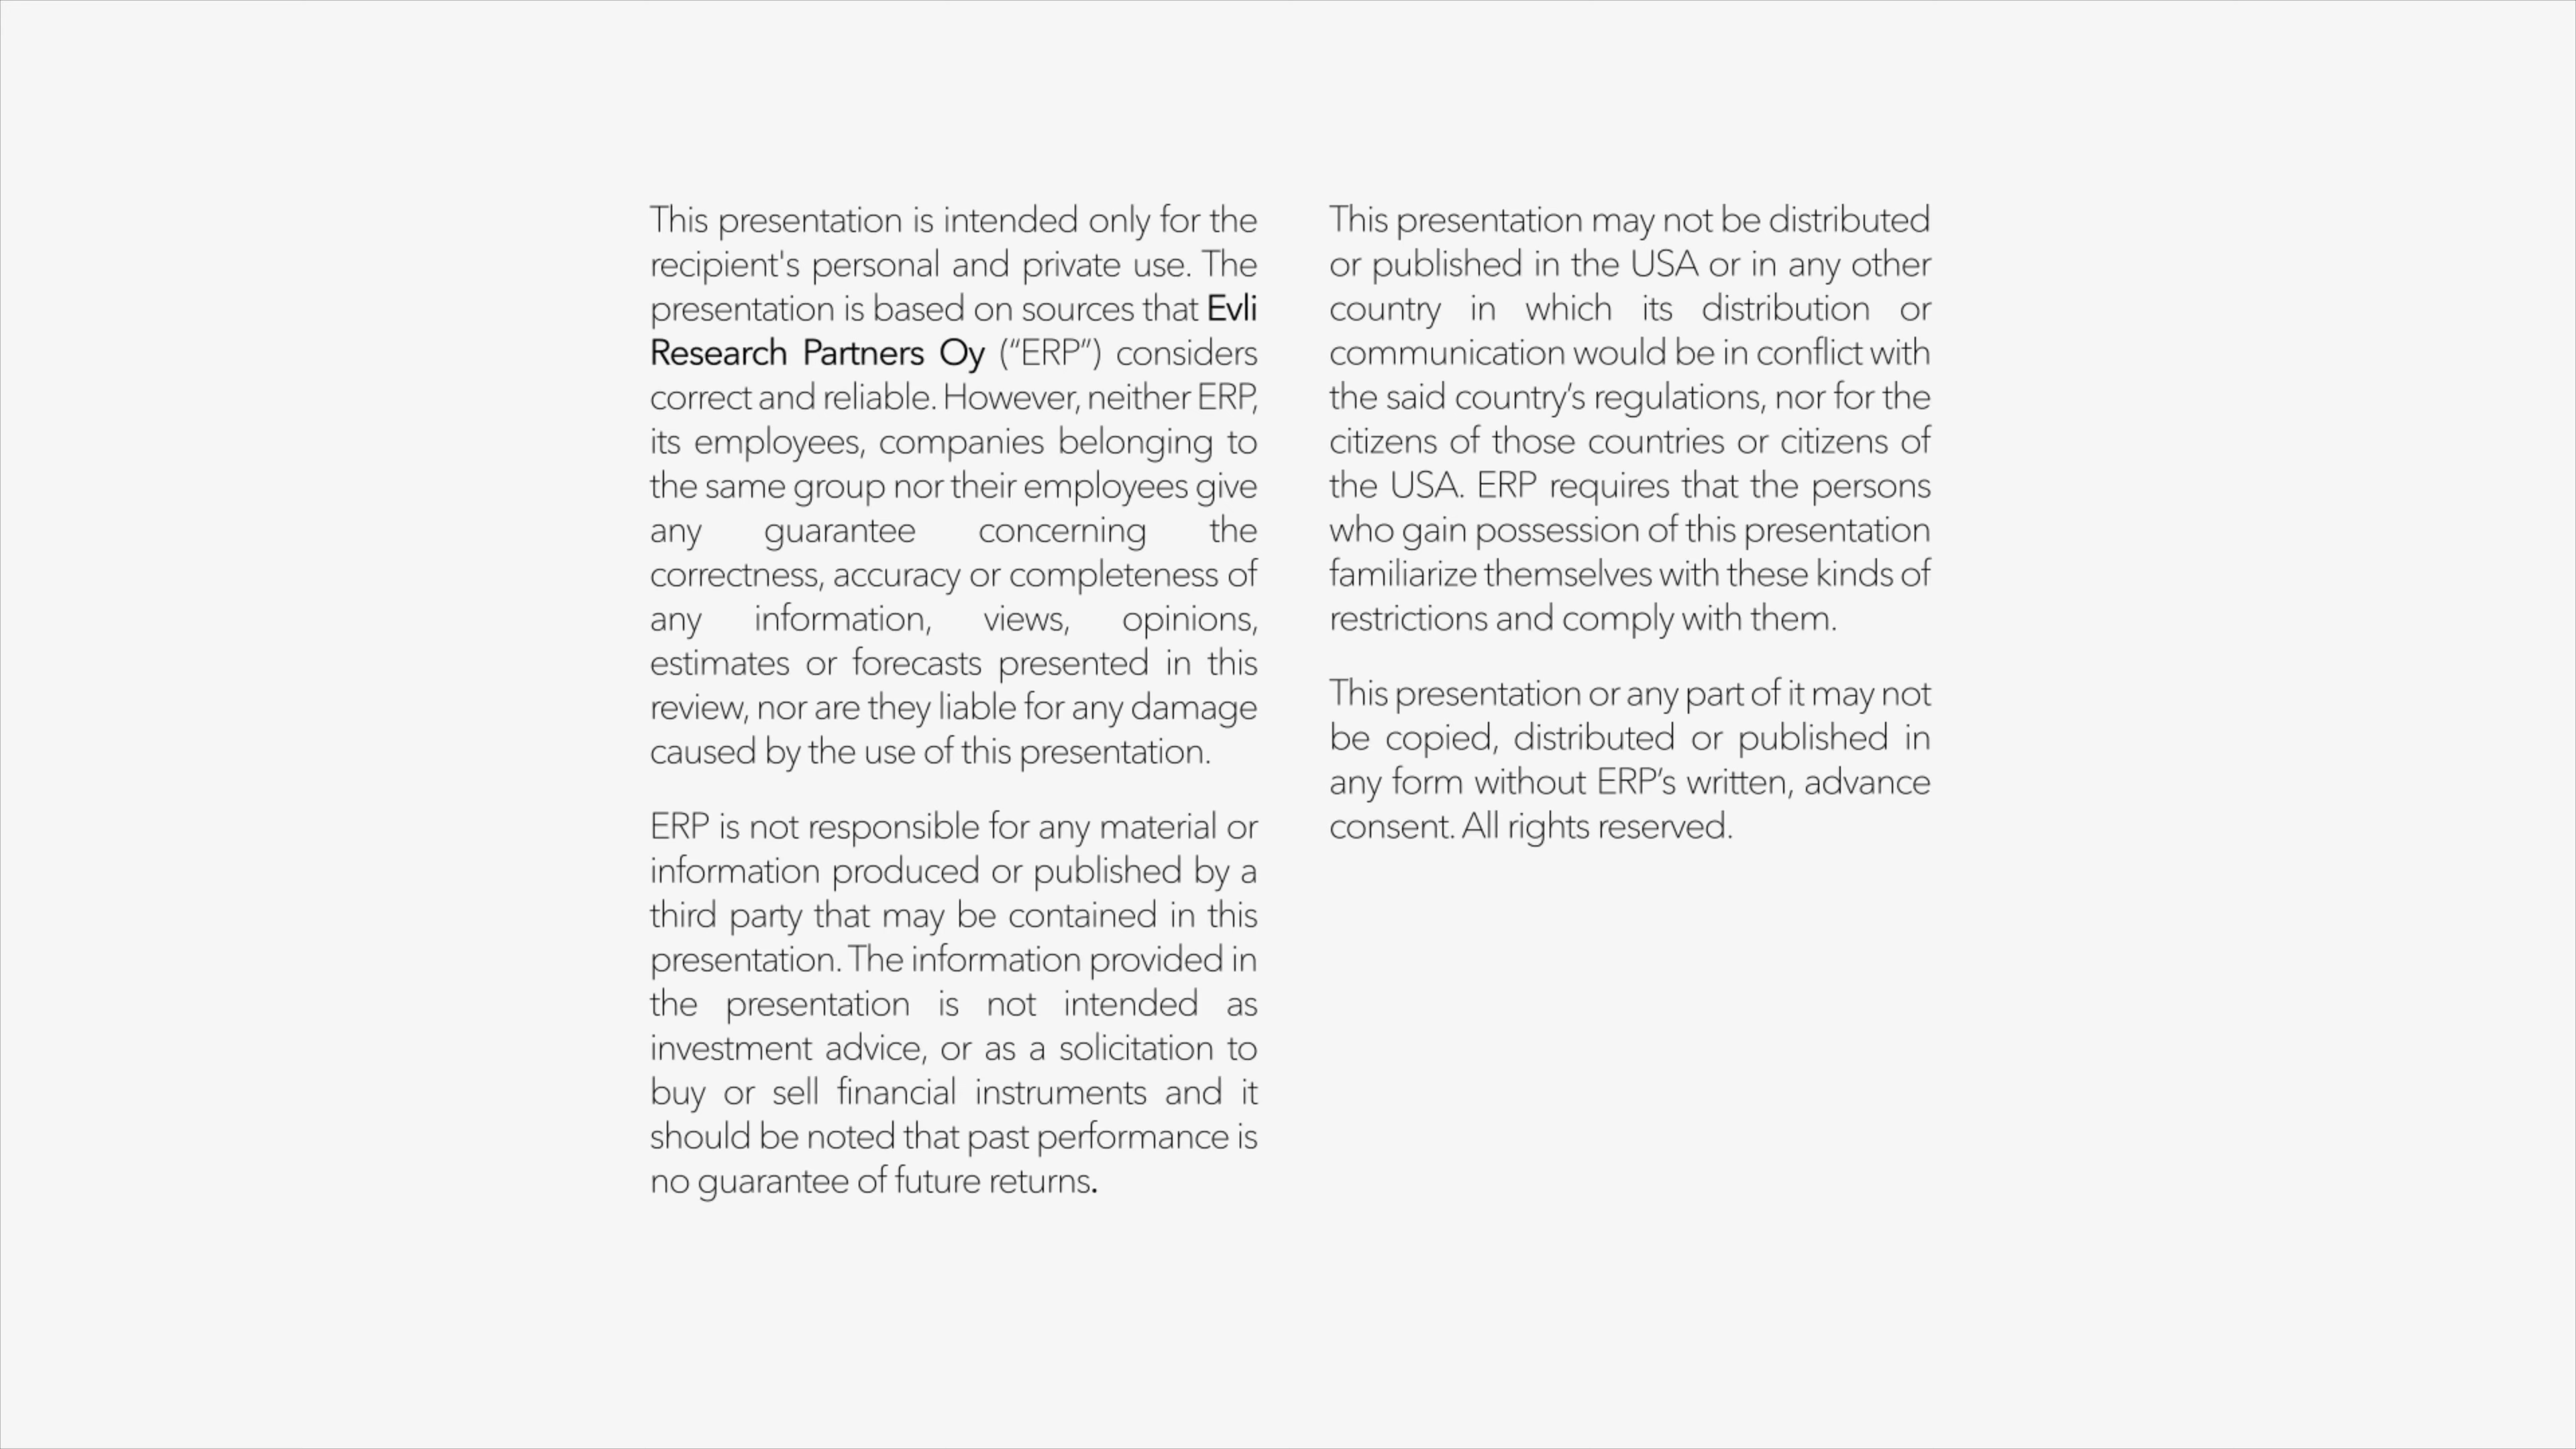 This presentation is intended only for the
recipient's personal and private use. The
presentation is based on sources that Evli
Research Partners Oy (“ERP”) considers
correct and reliable. However, neither ERP,
its employees, companies belonging to
the same group nor their employees give
any guarantee concerning the
correctness, accuracy or completeness of
any information, views, opinions,
estimates or forecasts presented in this
review, nor are they liable for any damage
caused by the use of this presentation.
ERP is not responsible for any material or
information produced or published by a
third party that may be contained in this
presentation. The information provided in
the presentation is not intended as
investment advice, or as a solicitation to
buy or sell financial instruments and it
should be noted that past performance is
no guarantee of future returns.
This presentation may not be distributed
or published in the USA or in any other
country in which its distribution or
communication would be in conflict with
the said country’s regulations, nor for the
citizens of those countries or citizens of
the USA. ERP requires that the persons
who gain possession of this presentation
familiarize themselves with these kinds of
restrictions and comply with them.
This presentation or any part of it may not
be copied, distributed or published in
any form without ERP’s written, advance
consent. All rights reserved.